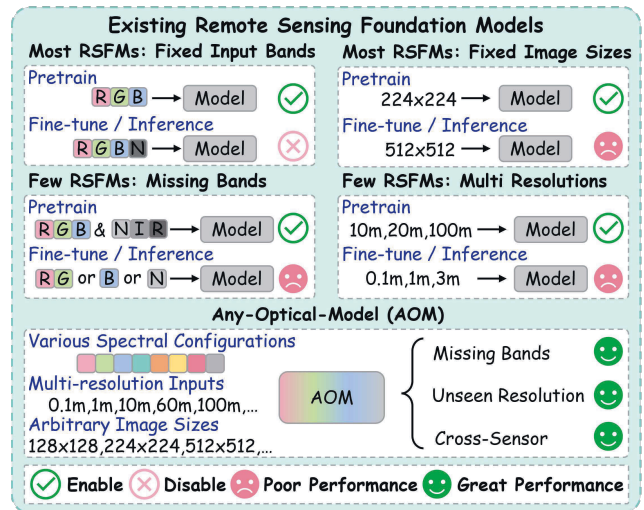 Existing Remote Sensing Foundation Models
Most RSFMs: Fixed Input Bands
Pretrain
R G B Model
Fine-tune / Inference
R G B N Model
Most RSFMs: Fixed Image Sizes
Pretrain
224x224 Model
Fine-tune / Inference
512x512 Model
Few RSFMs: Missing Bands
Pretrain
R G B & N I R Model
Fine-tune / Inference
R G or B or N Model
Few RSFMs: Multi Resolutions
Pretrain
10m,20m,100m Model
Fine-tune / Inference
0.1m,1m,3m Model
Any-Optical-Model (AOM)
Various Spectral Configurations
Multi-resolution Inputs
0.1m,1m,10m,60m,100m,...
Arbitrary Image Sizes
128x128,224x224,512x512,...
AOM
Missing Bands
Unseen Resolution
Cross-Sensor
Enable Disable Poor Performance Great Performance